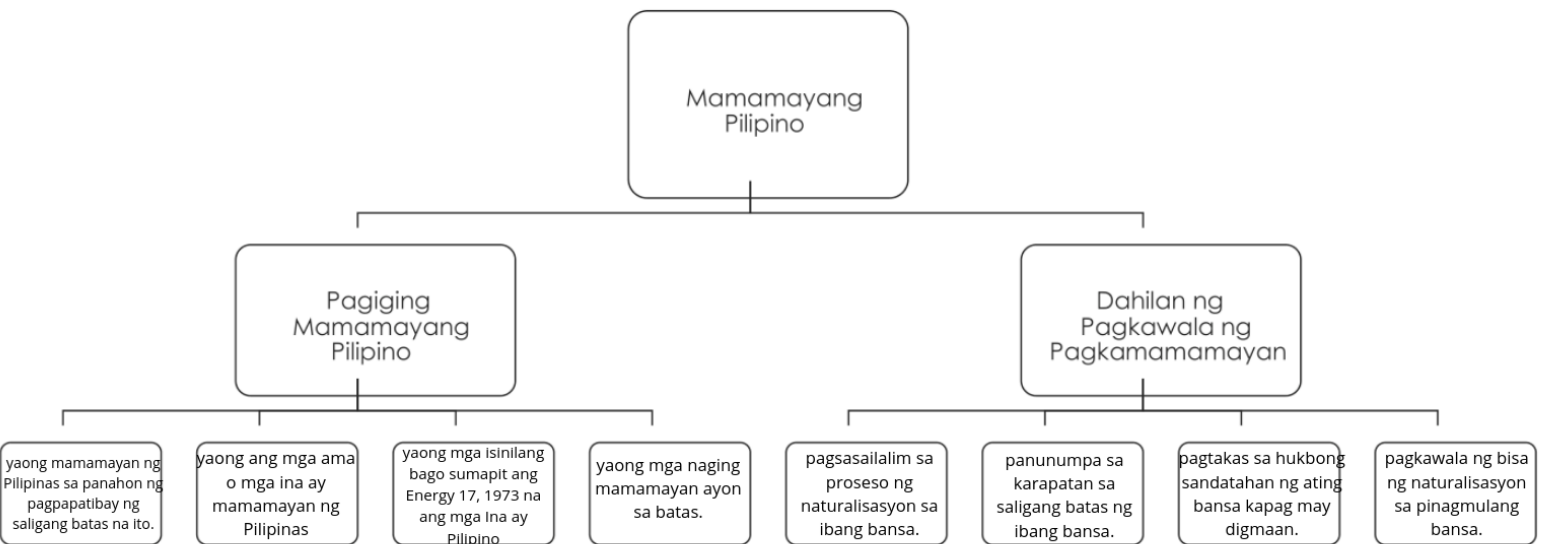 Mamamayang
Pilipino
Pagiging
Mamamayang
Pilipino
Dahilan ng
Pagkawala ng
Pagkamamamayan
yaong mamamayan ng
Pilipinas sa panahon ng
pagpapatibay ng
saligang batas na ito.
yaong ang mga ama
o mga ina ay
mamamayan ng
Pilipinas
yaong mga isinilang
bago sumapit ang
Energy 17, 1973 na
ang mga Ina ay
Pilipino
yaong mga naging
mamamayan ayon
sa batas.
pagsasailalim sa
proseso ng
naturalisasyon sa
ibang bansa.
panunumpa sa
karapatan sa
saligang batas ng
ibang bansa.
pagtakas sa hukbong
sandatahan ng ating
bansa kapag may
digmaan.
pagkawala ng bisa
ng naturalisasyon
sa pinagmulang
bansa.